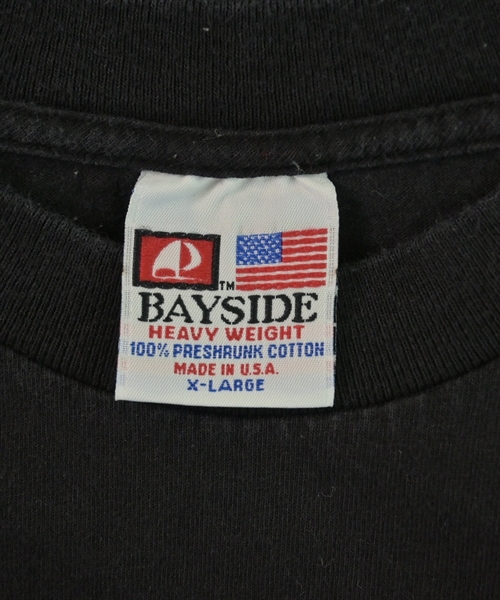 TM
BAYSIDE
HEAVY WEIGHT
100% PRESHRUNK COTTON
MADE IN U.S.A.
X-LARGE